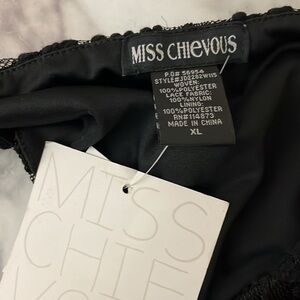 MISS CHIEVOUS
P.O# 56954
STYLE#JD2262WH5
WOVEN:
100%POLYESTER
LACE FABRIC:
100%NYLON
LINING:
100%POLYESTER
RN#114873
MADE IN CHINA
XL
MISS
CHIE